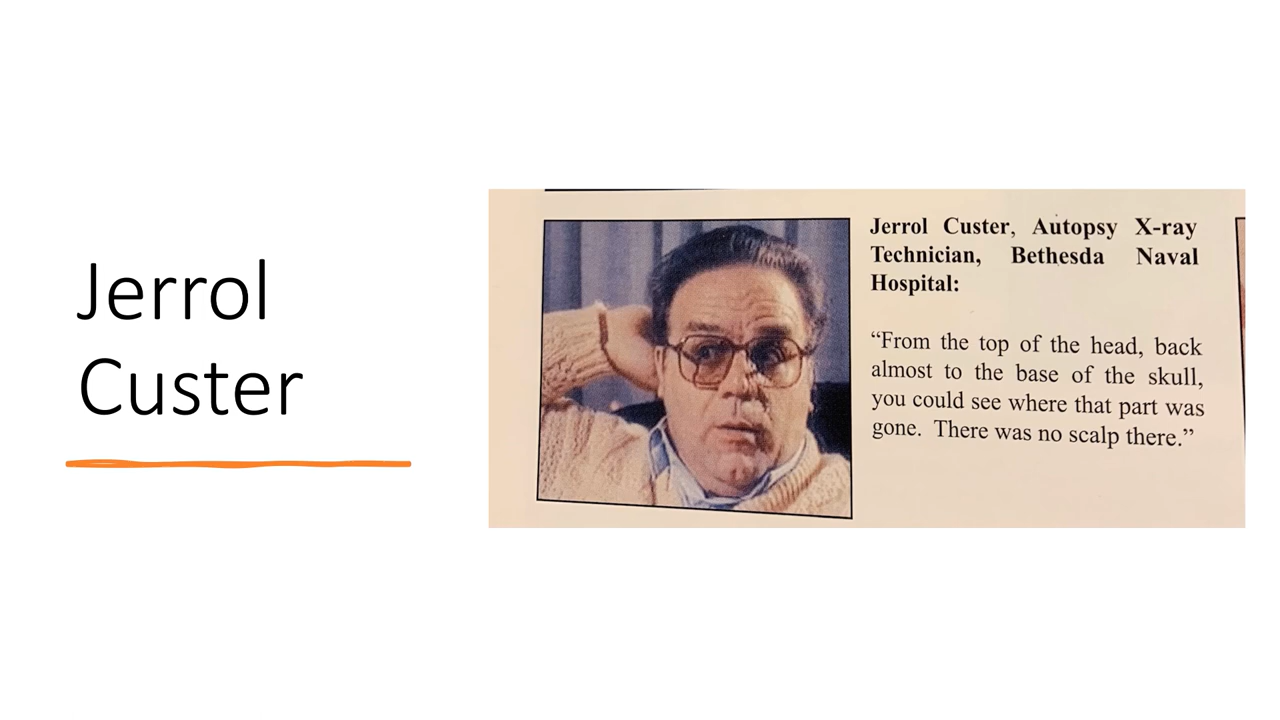 Jerrol
Custer
Jerrol Custer, Autopsy X-ray
Technician, Bethesda Naval
Hospital:
“From the top of the head, back
almost to the base of the skull,
you could see where that part was
gone. There was no scalp there.”